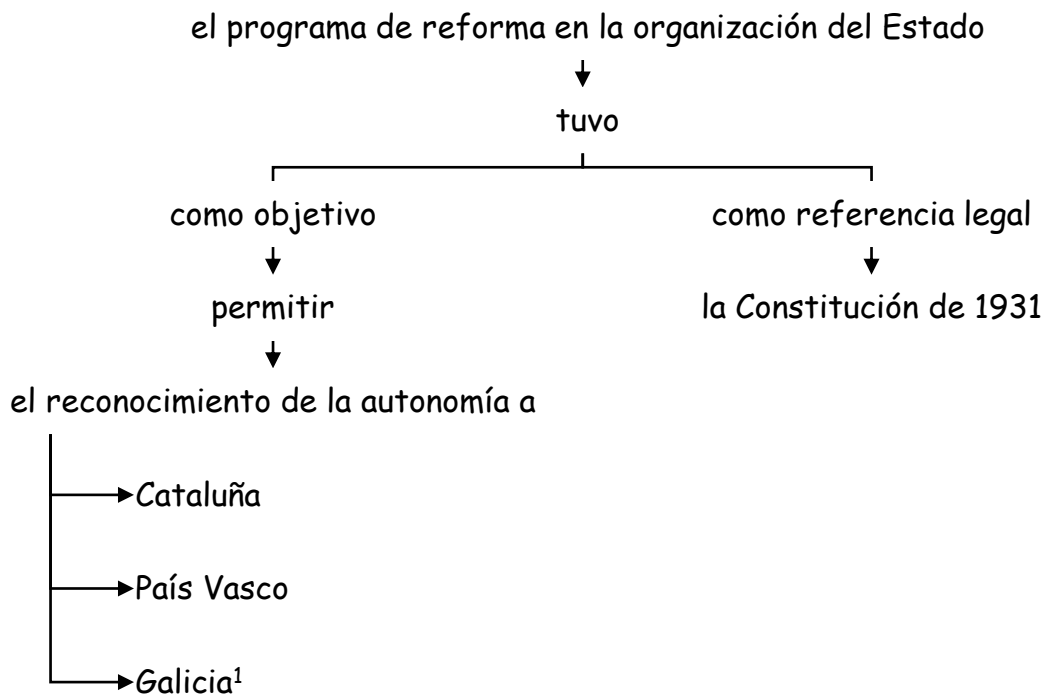 el programa de reforma en la organización del Estado
tuvo
como objetivo
como referencia legal
permitir
la Constitución de 1931
el reconocimiento de la autonomía a
Cataluña
País Vasco
Galicia¹